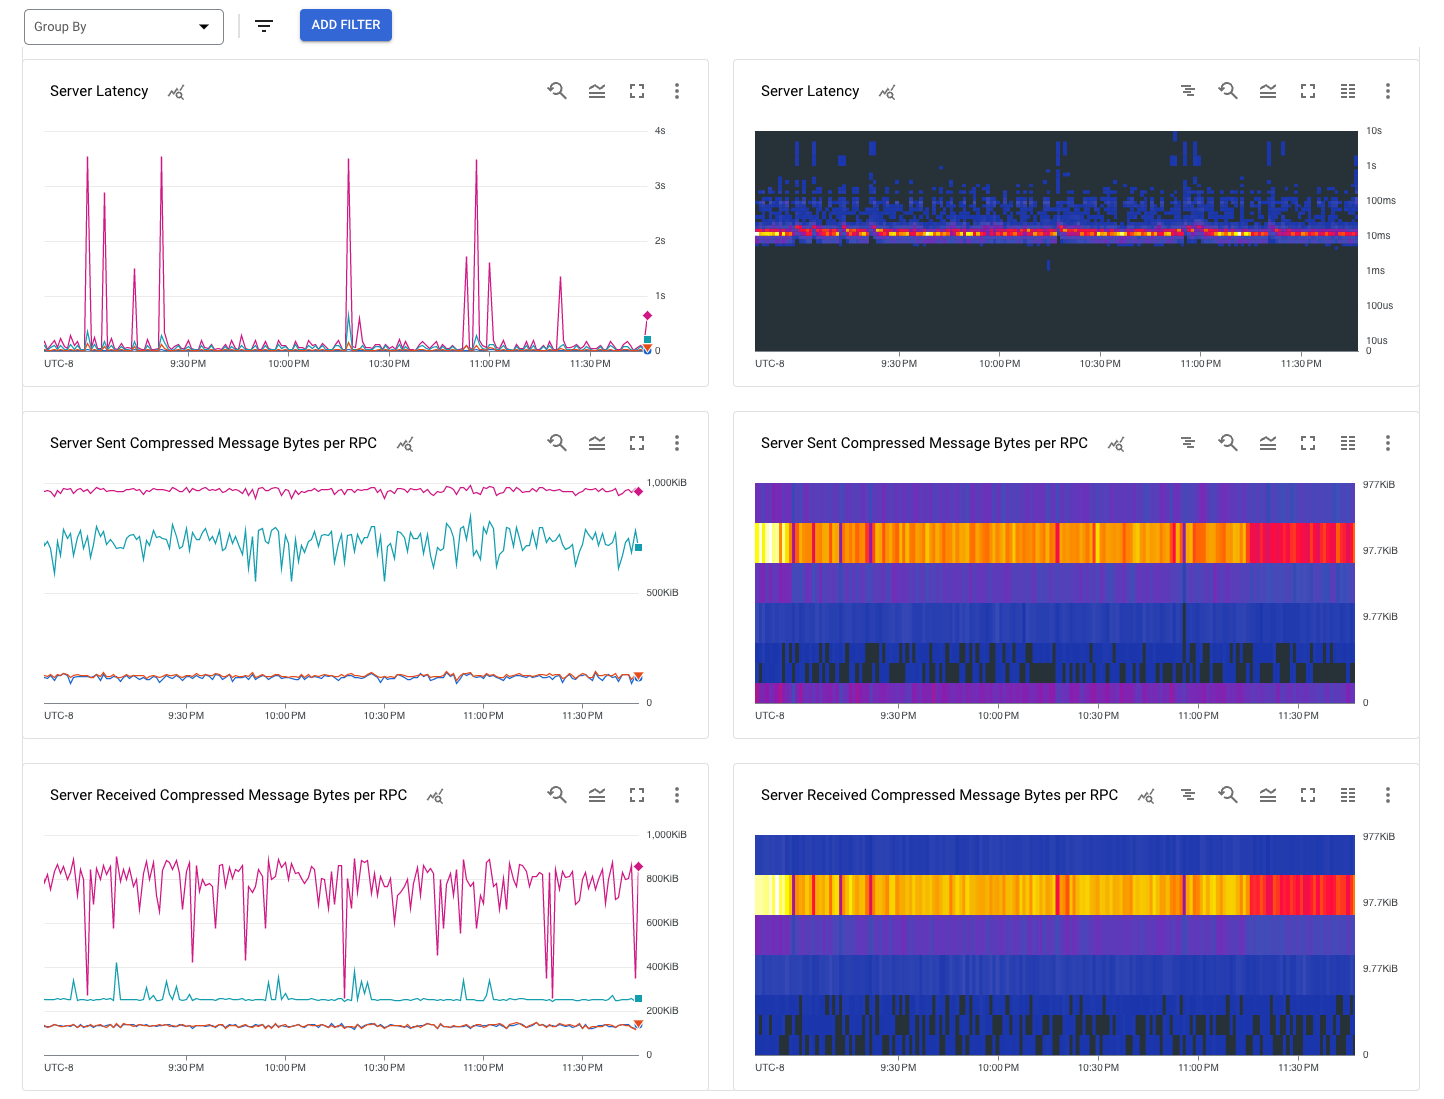 Group By
ADD FILTER
Server Latency
4s
3s
2s
1s
0
UTC-8 9:30 PM 10:00 PM 10:30 PM 11:00 PM 11:30 PM
Server Latency
10s
1s
100ms
10ms
1ms
100us
10us
0
UTC-8 9:30 PM 10:00 PM 10:30 PM 11:00 PM 11:30 PM
Server Sent Compressed Message Bytes per RPC
1,000KiB
500KiB
0
UTC-8 9:30 PM 10:00 PM 10:30 PM 11:00 PM 11:30 PM
Server Sent Compressed Message Bytes per RPC
977KiB
97.7KiB
9.77KiB
0
UTC-8 9:30 PM 10:00 PM 10:30 PM 11:00 PM 11:30 PM
Server Received Compressed Message Bytes per RPC
1,000KiB
800KiB
600KiB
400KiB
200KiB
0
UTC-8 9:30 PM 10:00 PM 10:30 PM 11:00 PM 11:30 PM
Server Received Compressed Message Bytes per RPC
977KiB
97.7KiB
9.77KiB
0
UTC-8 9:30 PM 10:00 PM 10:30 PM 11:00 PM 11:30 PM